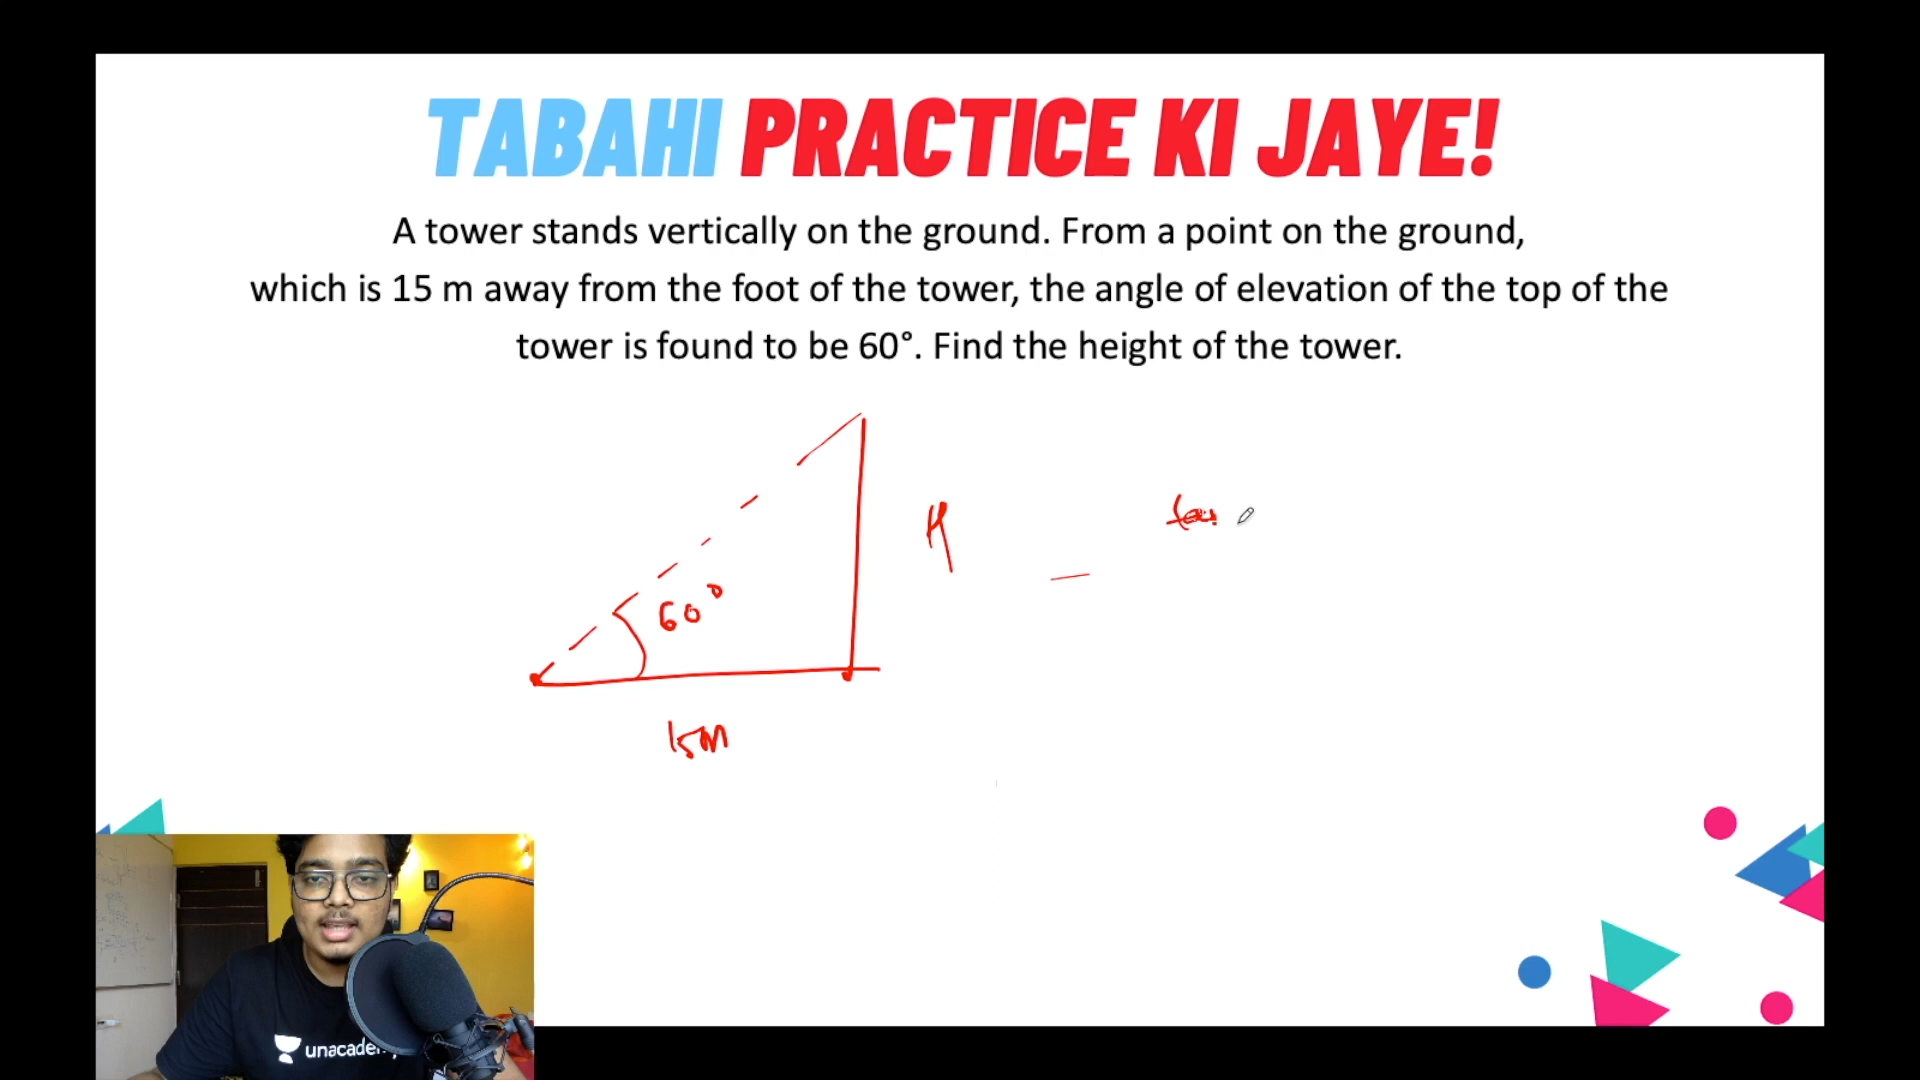 TABAHI PRACTICE KI JAYE!
A tower stands vertically on the ground. From a point on the ground,
which is 15 m away from the foot of the tower, the angle of elevation of the top of the
tower is found to be 60°. Find the height of the tower.
H
60°
15m
unacademy